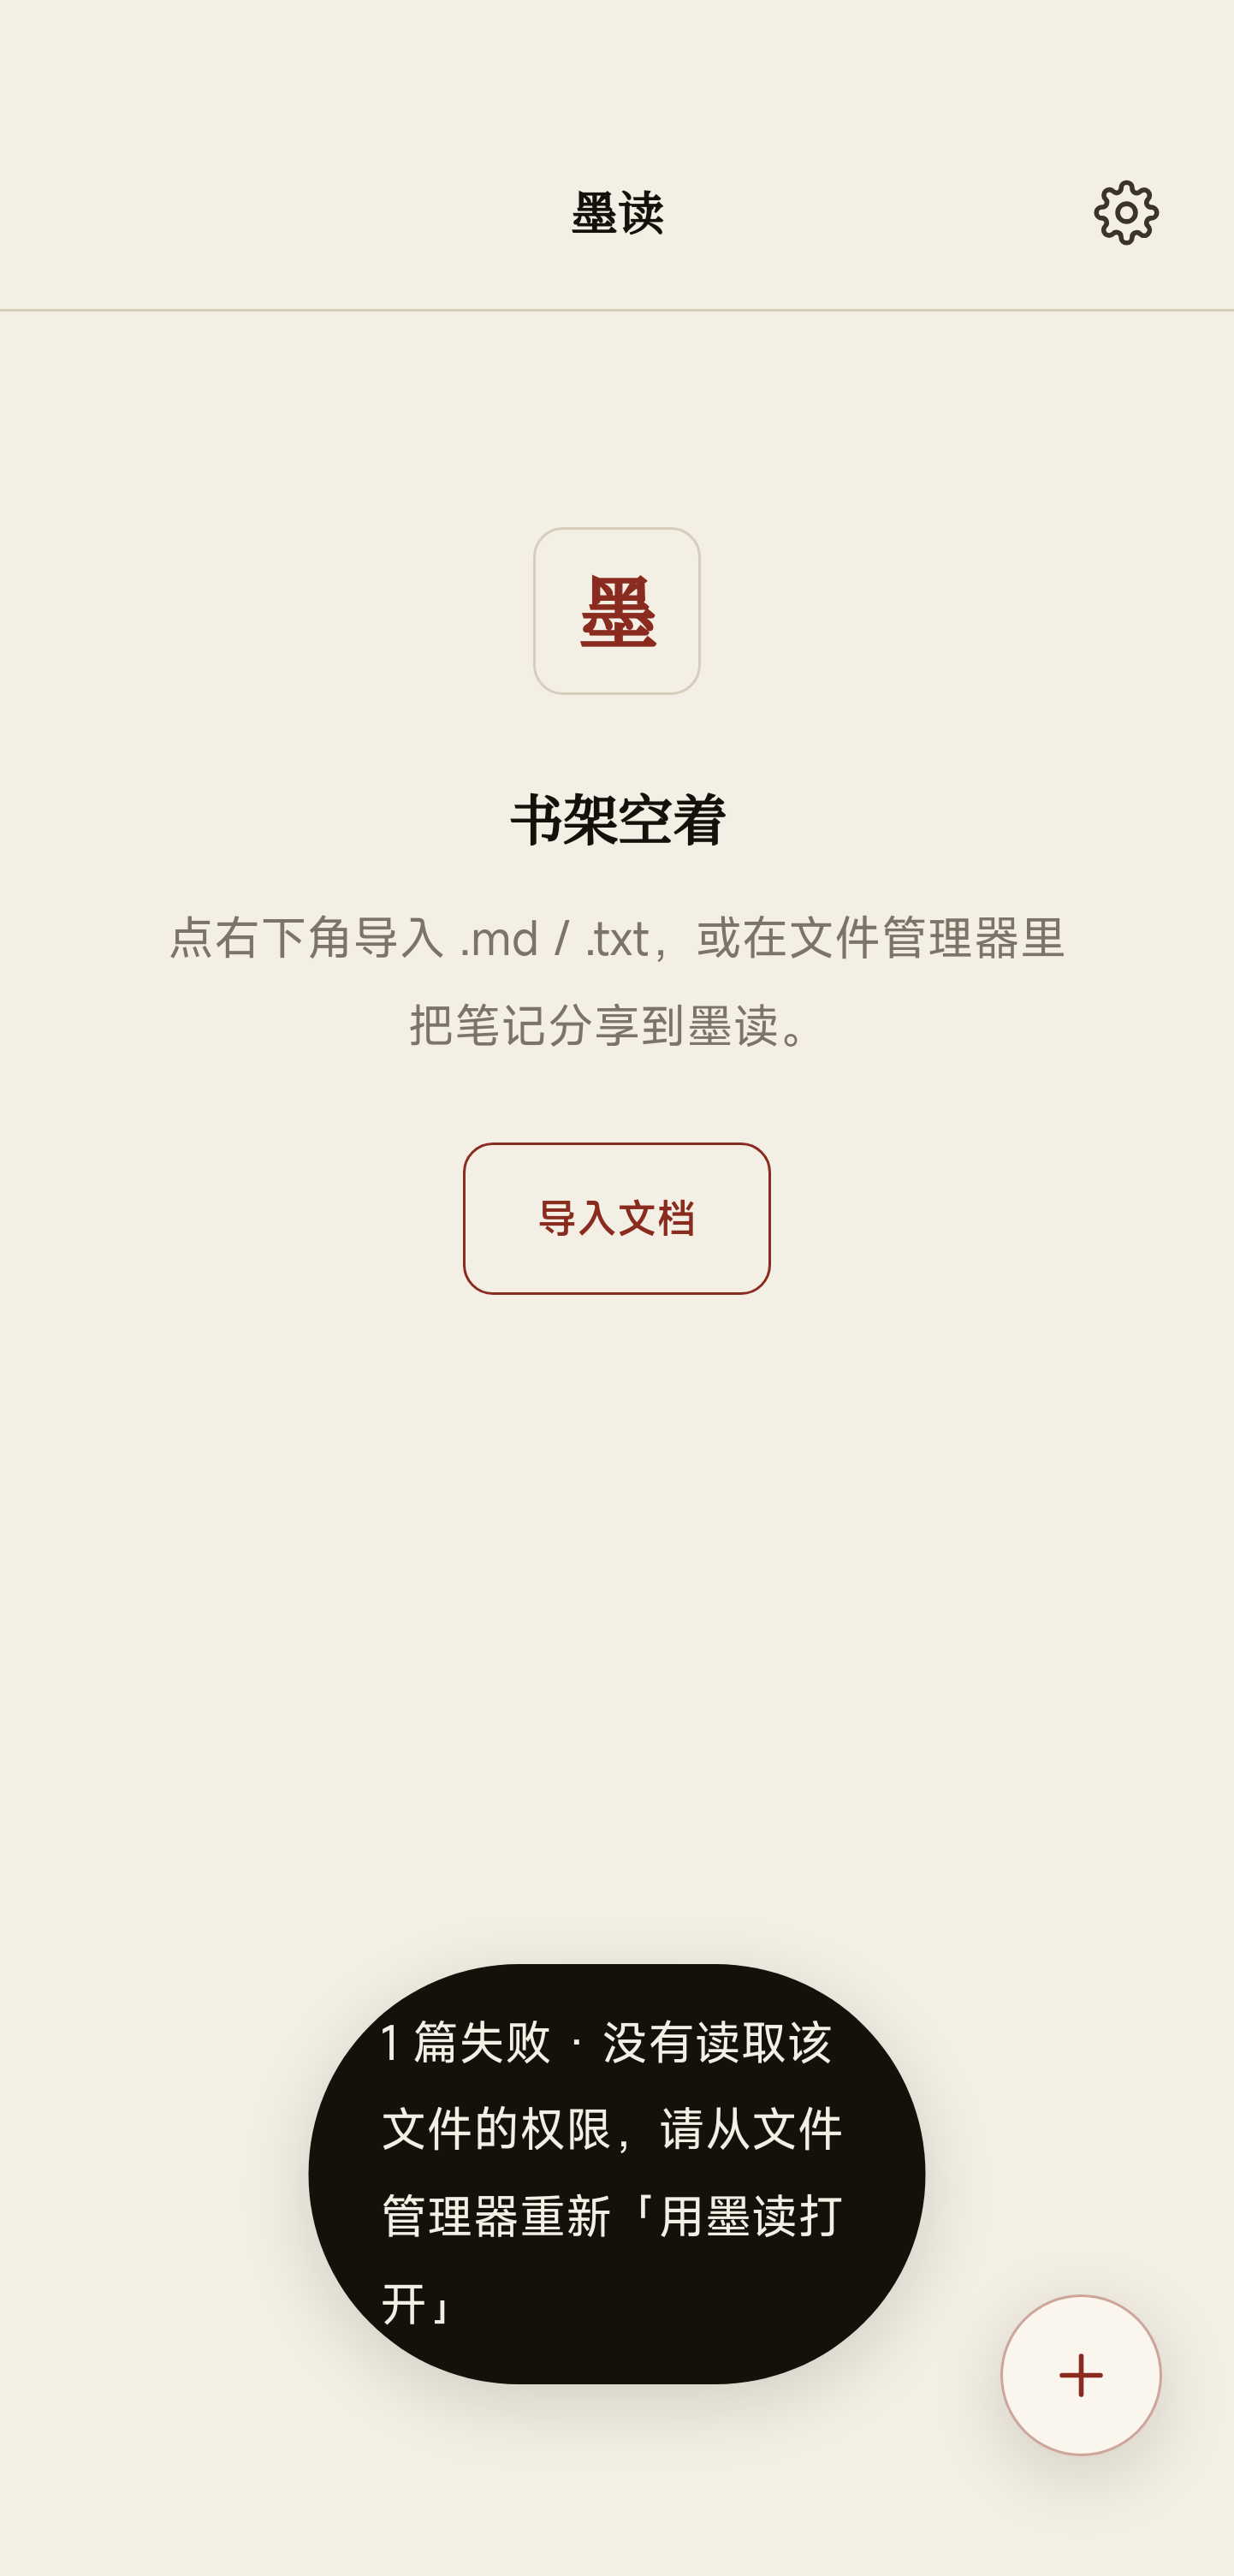 墨读
墨
书架空着
点右下角导入 .md / .txt，或在文件管理器里
把笔记分享到墨读。
导入文档
1 篇失败 · 没有读取该
文件的权限，请从文件
管理器重新「用墨读打
开」